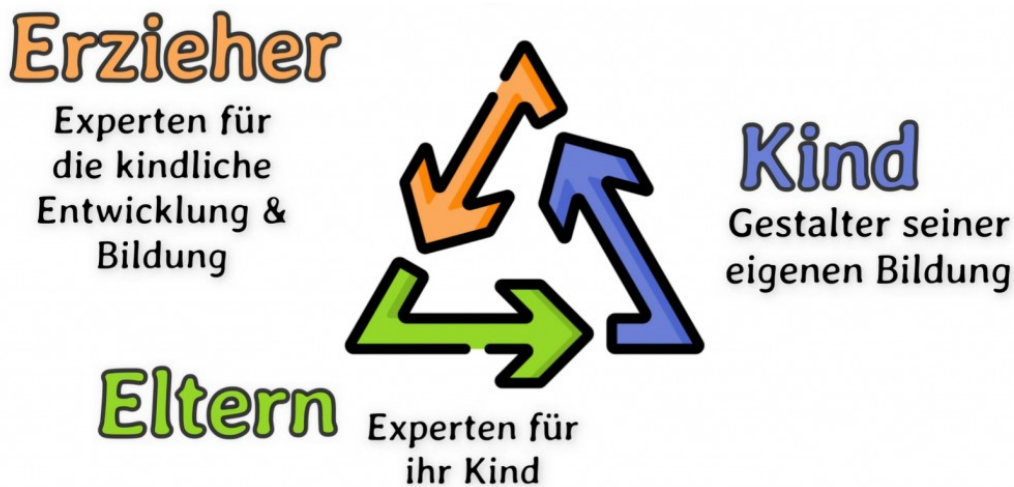 Erzieher
Experten für
die kindliche
Entwicklung &
Bildung
Kind
Gestalter seiner
eigenen Bildung
Eltern
Experten für
ihr Kind